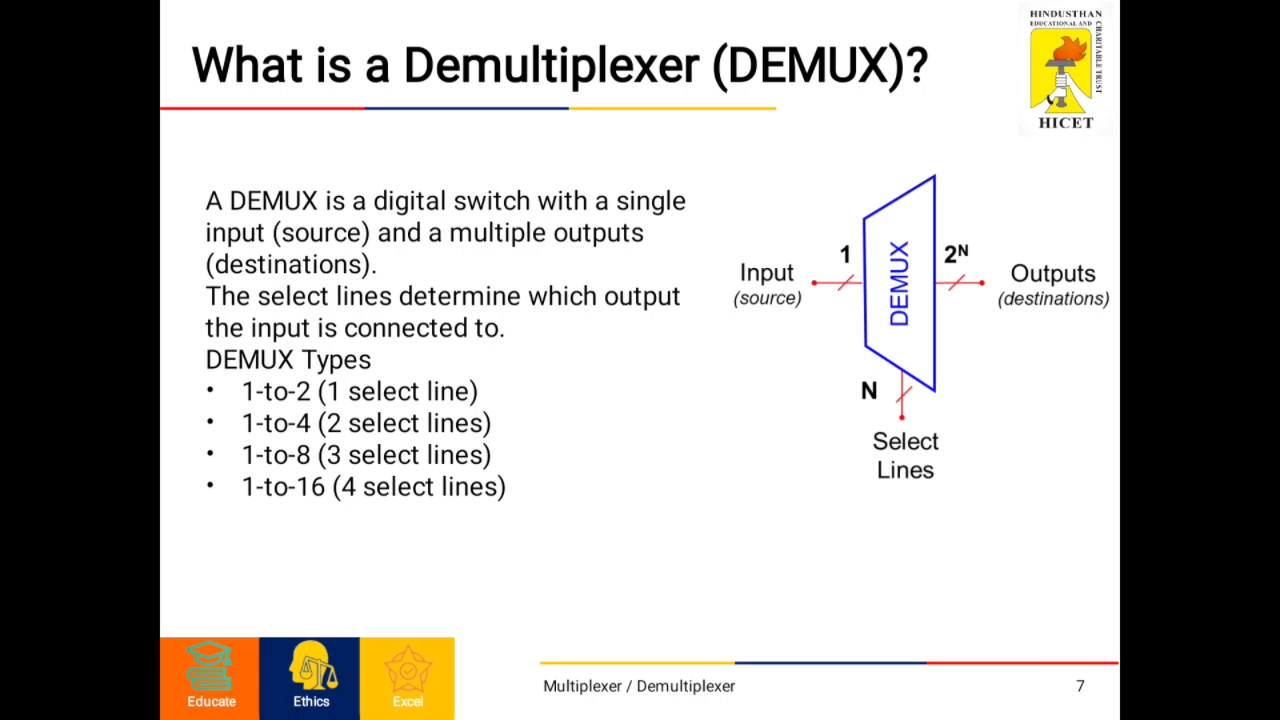 What is a Demultiplexer (DEMUX)?
HINDUSTHAN
EDUCATIONAL AND
CHARITABLE TRUST
HICET
A DEMUX is a digital switch with a single
input (source) and a multiple outputs
(destinations).
The select lines determine which output
the input is connected to.
DEMUX Types
• 1-to-2 (1 select line)
• 1-to-4 (2 select lines)
• 1-to-8 (3 select lines)
• 1-to-16 (4 select lines)
Input
(source)
1
DEMUX
2ᴺ
Outputs
(destinations)
N
Select
Lines
Educate
Ethics
Excel
Multiplexer / Demultiplexer
7